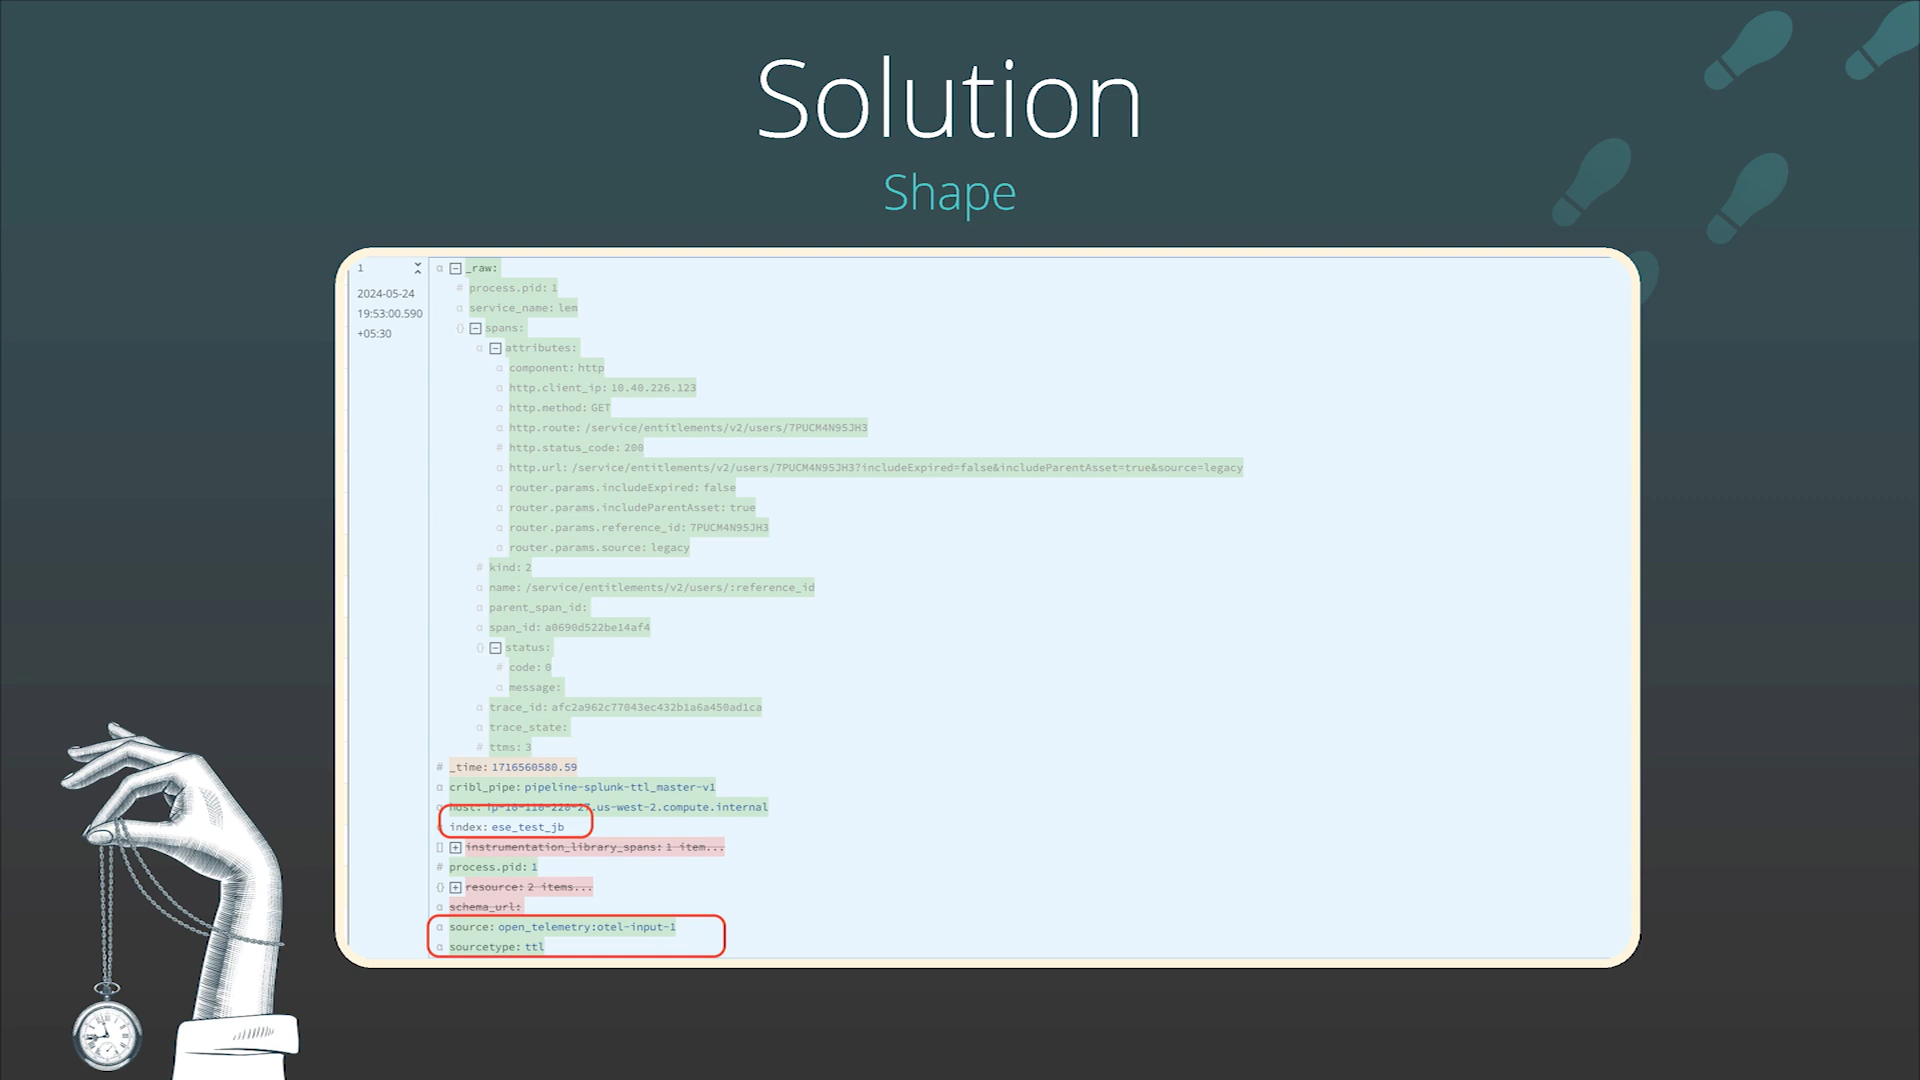 Solution
Shape
1
2024-05-24
19:53:00.590
+05:30
α _raw:
# process.pid: 1
α service_name: lem
{} spans:
α attributes:
α component: http
α http.client_ip: 10.40.226.123
α http.method: GET
α http.route: /service/entitlements/v2/users/7PUCM4N95JH3
# http.status_code: 200
α http.url: /service/entitlements/v2/users/7PUCM4N95JH3?includeExpired=false&includeParentAsset=true&source=legacy
α router.params.includeExpired: false
α router.params.includeParentAsset: true
α router.params.reference_id: 7PUCM4N95JH3
α router.params.source: legacy
# kind: 2
α name: /service/entitlements/v2/users/:reference_id
α parent_span_id:
α span_id: a0690d522be14af4
{} status:
# code: 0
α message:
α trace_id: afc2a962c77043ec432b1a6a450ad1ca
α trace_state:
# ttms: 3
# _time: 1716560580.59
α cribl_pipe: pipeline-splunk-ttl_master-v1
α host: ip-10-110-220-27.us-west-2.compute.internal
index: ese_test_jb
[] instrumentation_library_spans: 1 item...
# process.pid: 1
{} resource: 2 items...
α schema_url:
α source: open_telemetry:otel-input-1
α sourcetype: ttl